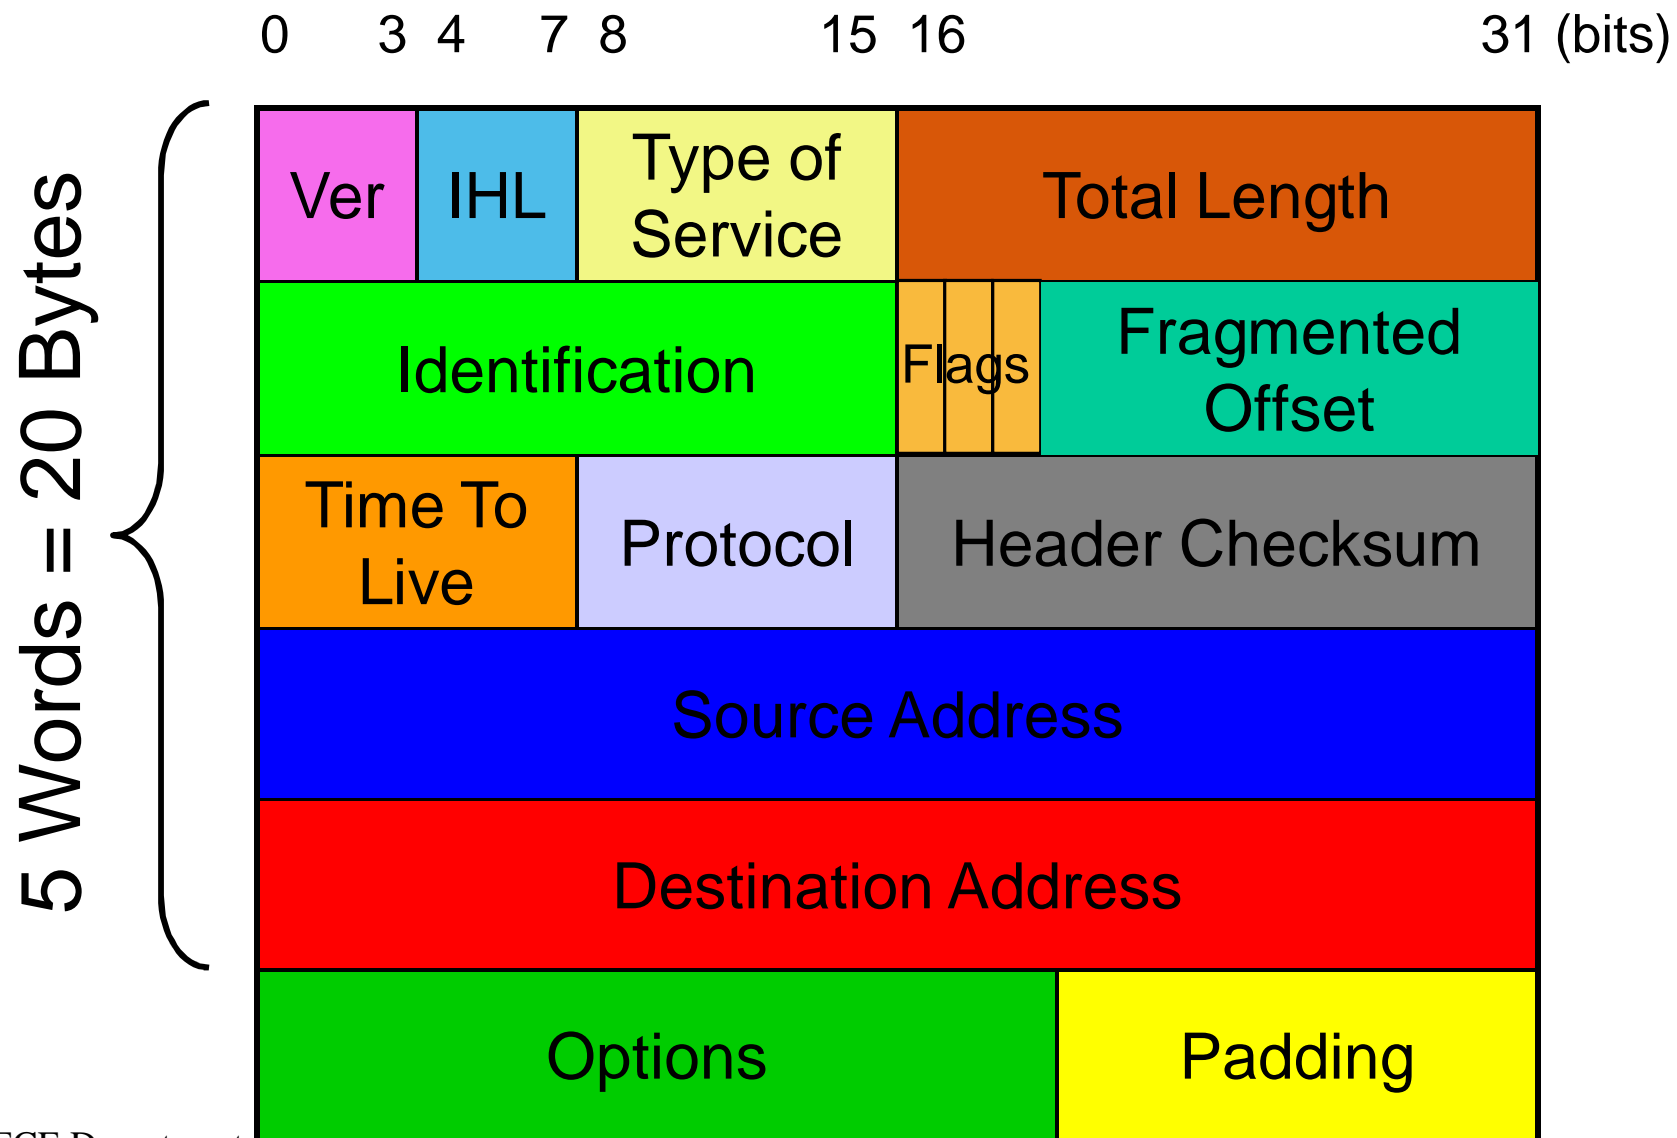 0 3 4 7 8 15 16 31 (bits)
5 Words = 20 Bytes
Ver IHL Type of
Service Total Length
Identification Flags Fragmented
Offset
Time To
Live Protocol Header Checksum
Source Address
Destination Address
Options Padding